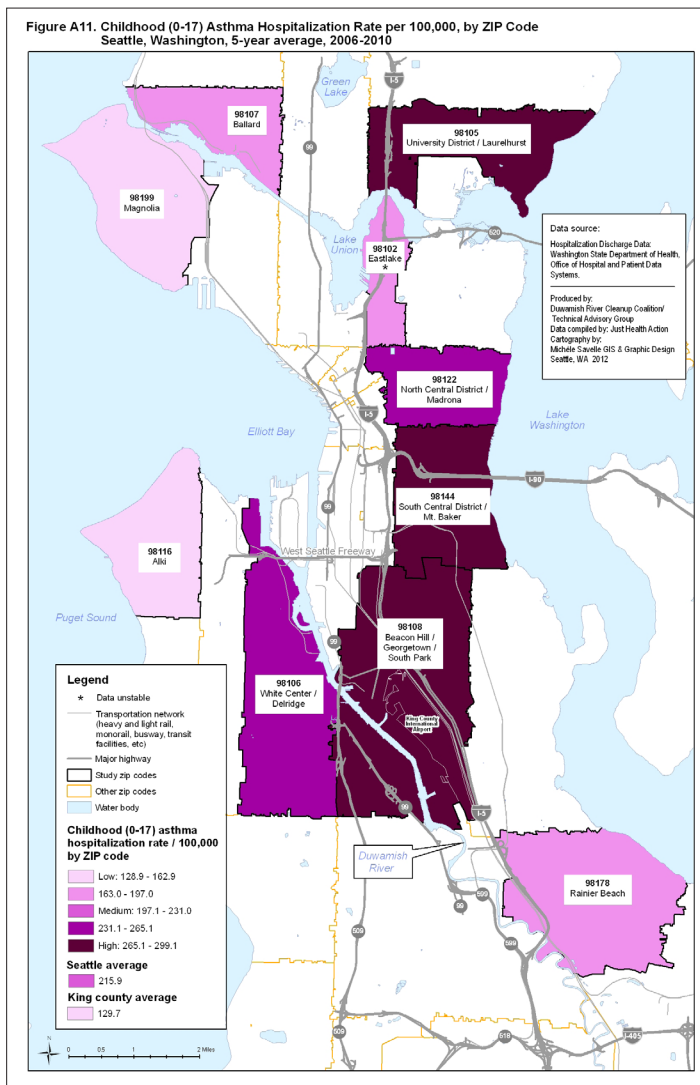 Figure A11. Childhood (0-17) Asthma Hospitalization Rate per 100,000, by ZIP Code
Seattle, Washington, 5-year average, 2006-2010
Green
Lake
I-5
99
98107
Ballard
98105
University District / Laurelhurst
98199
Magnolia
Lake
Union
98102
Eastlake
*
520
Data source:
Hospitalization Discharge Data:
Washington State Department of Health,
Office of Hospital and Patient Data
Systems.
Produced by:
Duwamish River Cleanup Coalition/
Technical Advisory Group
Data compiled by: Just Health Action
Cartography by:
Michele Savelle GIS & Graphic Design
Seattle, WA 2012
98122
North Central District /
Madrona
I-5
Elliott Bay
Lake
Washington
I-90
98144
South Central District /
Mt. Baker
99
98116
Alki
West Seattle Freeway
Puget Sound
98108
Beacon Hill /
Georgetown /
South Park
99
98106
White Center /
Delridge
King County
International
Airport
99
I-5
Duwamish
River
98178
Rainier Beach
599
99
509
599
509
518
I-405
Legend
* Data unstable
Transportation network
(heavy and light rail,
monorail, busway, transit
facilities, etc)
Major highway
Study zip codes
Other zip codes
Water body
Childhood (0-17) asthma
hospitalization rate / 100,000
by ZIP code
Low: 128.9 - 162.9
163.0 - 197.0
Medium: 197.1 - 231.0
231.1 - 265.1
High: 265.1 - 299.1
Seattle average
215.9
King county average
129.7
N
0 0.5 1 2 Miles